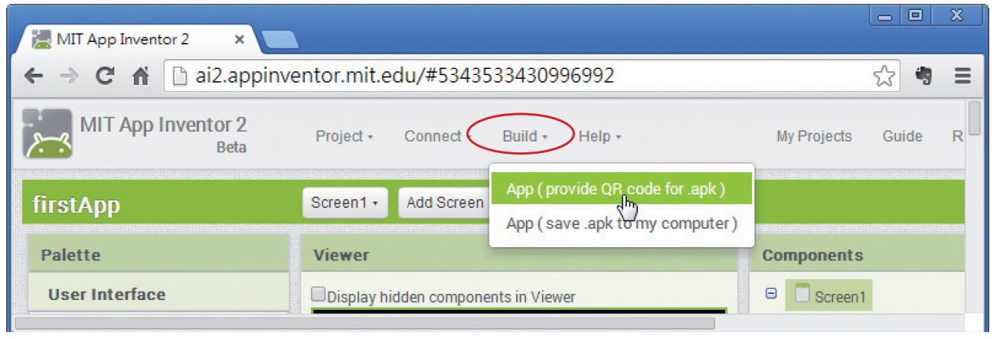 MIT App Inventor 2
ai2.appinventor.mit.edu/#5343533430996992
MIT App Inventor 2
Beta
Project Connect Build Help My Projects Guide R
firstApp Screen1 Add Screen
App ( provide QR code for .apk )
App ( save .apk to my computer )
Palette Viewer Components
User Interface Display hidden components in Viewer Screen1